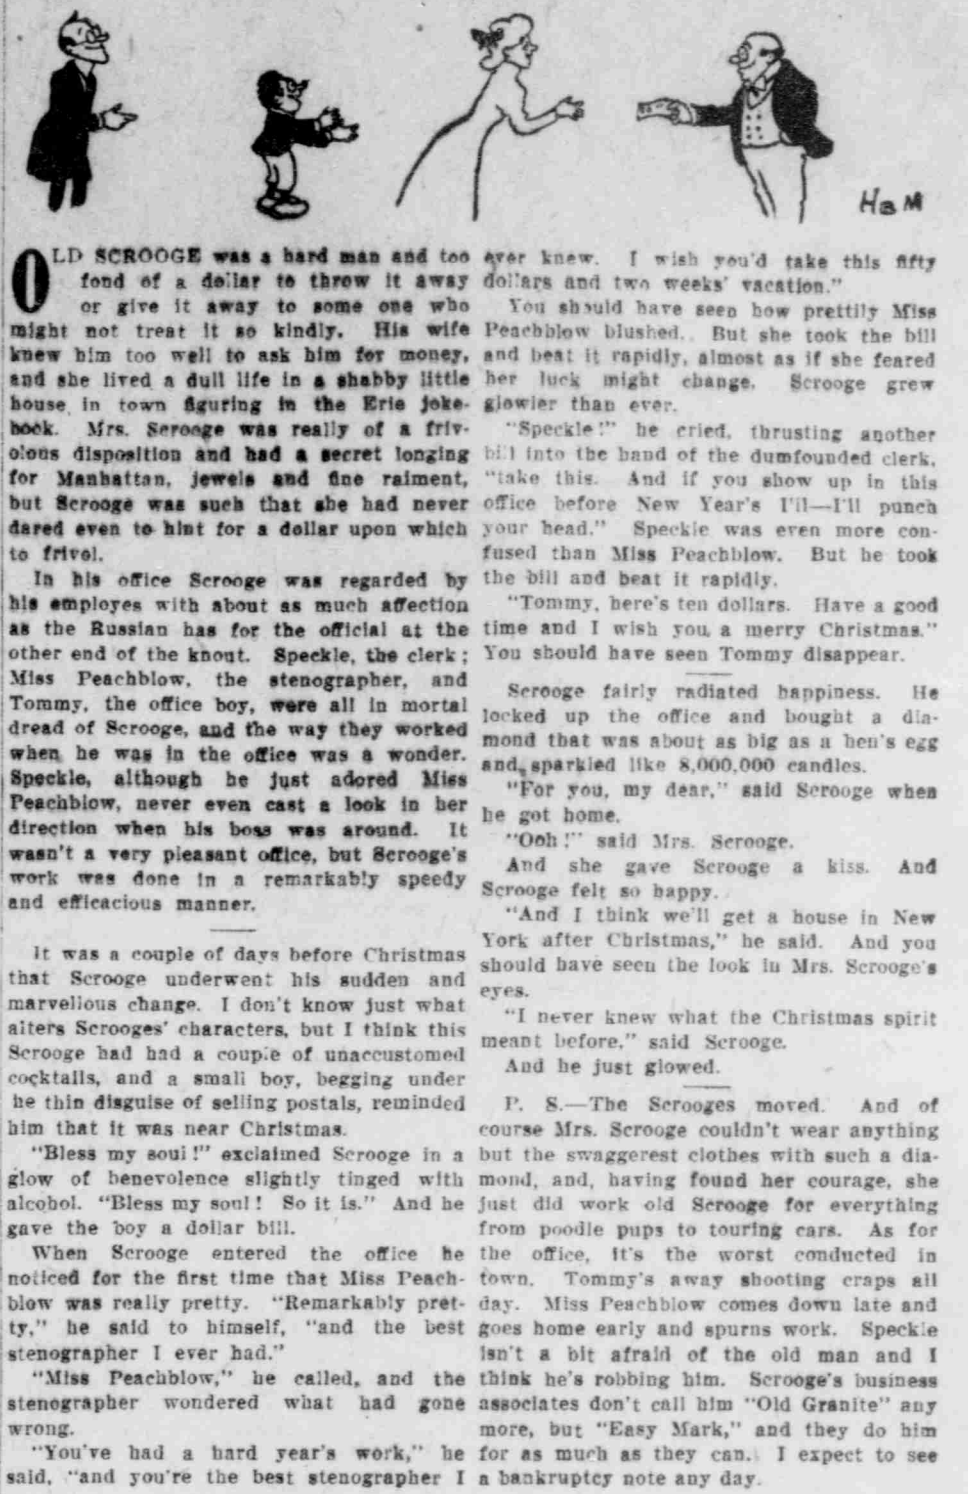 HaM
OLD SCROOGE was a hard man and too
fond of a dollar to throw it away
or give it away to some one who
might not treat it so kindly. His wife
knew him too well to ask him for money,
and she lived a dull life in a shabby little
house in town figuring in the Erie joke-
book. Mrs. Scrooge was really of a friv-
olous disposition and had a secret longing
for Manhattan, jewels and fine raiment,
but Scrooge was such that she had never
dared even to hint for a dollar upon which
to frivol.
In his office Scrooge was regarded by
his employes with about as much affection
as the Russian has for the official at the
other end of the knout. Speckle, the clerk;
Miss Peachblow, the stenographer, and
Tommy, the office boy, were all in mortal
dread of Scrooge, and the way they worked
when he was in the office was a wonder.
Speckle, although he just adored Miss
Peachblow, never even cast a look in her
direction when his boss was around. It
wasn't a very pleasant office, but Scrooge's
work was done in a remarkably speedy
and efficacious manner.
It was a couple of days before Christmas
that Scrooge underwent his sudden and
marvellous change. I don't know just what
alters Scrooges' characters, but I think this
Scrooge had had a couple of unaccustomed
cocktails, and a small boy, begging under
he thin disguise of selling postals, reminded
him that it was near Christmas.
"Bless my soul!" exclaimed Scrooge in a
glow of benevolence slightly tinged with
alcohol. "Bless my soul! So it is." And he
gave the boy a dollar bill.
When Scrooge entered the office he
noticed for the first time that Miss Peach-
blow was really pretty. "Remarkably pret-
ty," he said to himself, "and the best
stenographer I ever had."
"Miss Peachblow," he called, and the
stenographer wondered what had gone
wrong.
"You've had a hard year's work," he
said, "and you're the best stenographer I
ever knew. I wish you'd take this fifty
dollars and two weeks' vacation."
You should have seen how prettily Miss
Peachblow blushed. But she took the bill
and beat it rapidly, almost as if she feared
her luck might change. Scrooge grew
glowier than ever.
"Speckle!" he cried, thrusting another
bill into the hand of the dumfounded clerk,
"take this. And if you show up in this
office before New Year's I'll—I'll punch
your head." Speckle was even more con-
fused than Miss Peachblow. But he took
the bill and beat it rapidly.
"Tommy, here's ten dollars. Have a good
time and I wish you a merry Christmas."
You should have seen Tommy disappear.
Scrooge fairly radiated happiness. He
locked up the office and bought a dia-
mond that was about as big as a hen's egg
and sparkled like 8,000,000 candles.
"For you, my dear," said Scrooge when
he got home.
"Ooh!" said Mrs. Scrooge.
And she gave Scrooge a kiss. And
Scrooge felt so happy.
"And I think we'll get a house in New
York after Christmas," he said. And you
should have seen the look in Mrs. Scrooge's
eyes.
"I never knew what the Christmas spirit
meant before," said Scrooge.
And he just glowed.
P. S.—The Scrooges moved. And of
course Mrs. Scrooge couldn't wear anything
but the swaggerest clothes with such a dia-
mond, and, having found her courage, she
just did work old Scrooge for everything
from poodle pups to touring cars. As for
the office, it's the worst conducted in
town. Tommy's away shooting craps all
day. Miss Peachblow comes down late and
goes home early and spurns work. Speckle
isn't a bit afraid of the old man and I
think he's robbing him. Scrooge's business
associates don't call him "Old Granite" any
more, but "Easy Mark," and they do him
for as much as they can. I expect to see
a bankruptcy note any day.